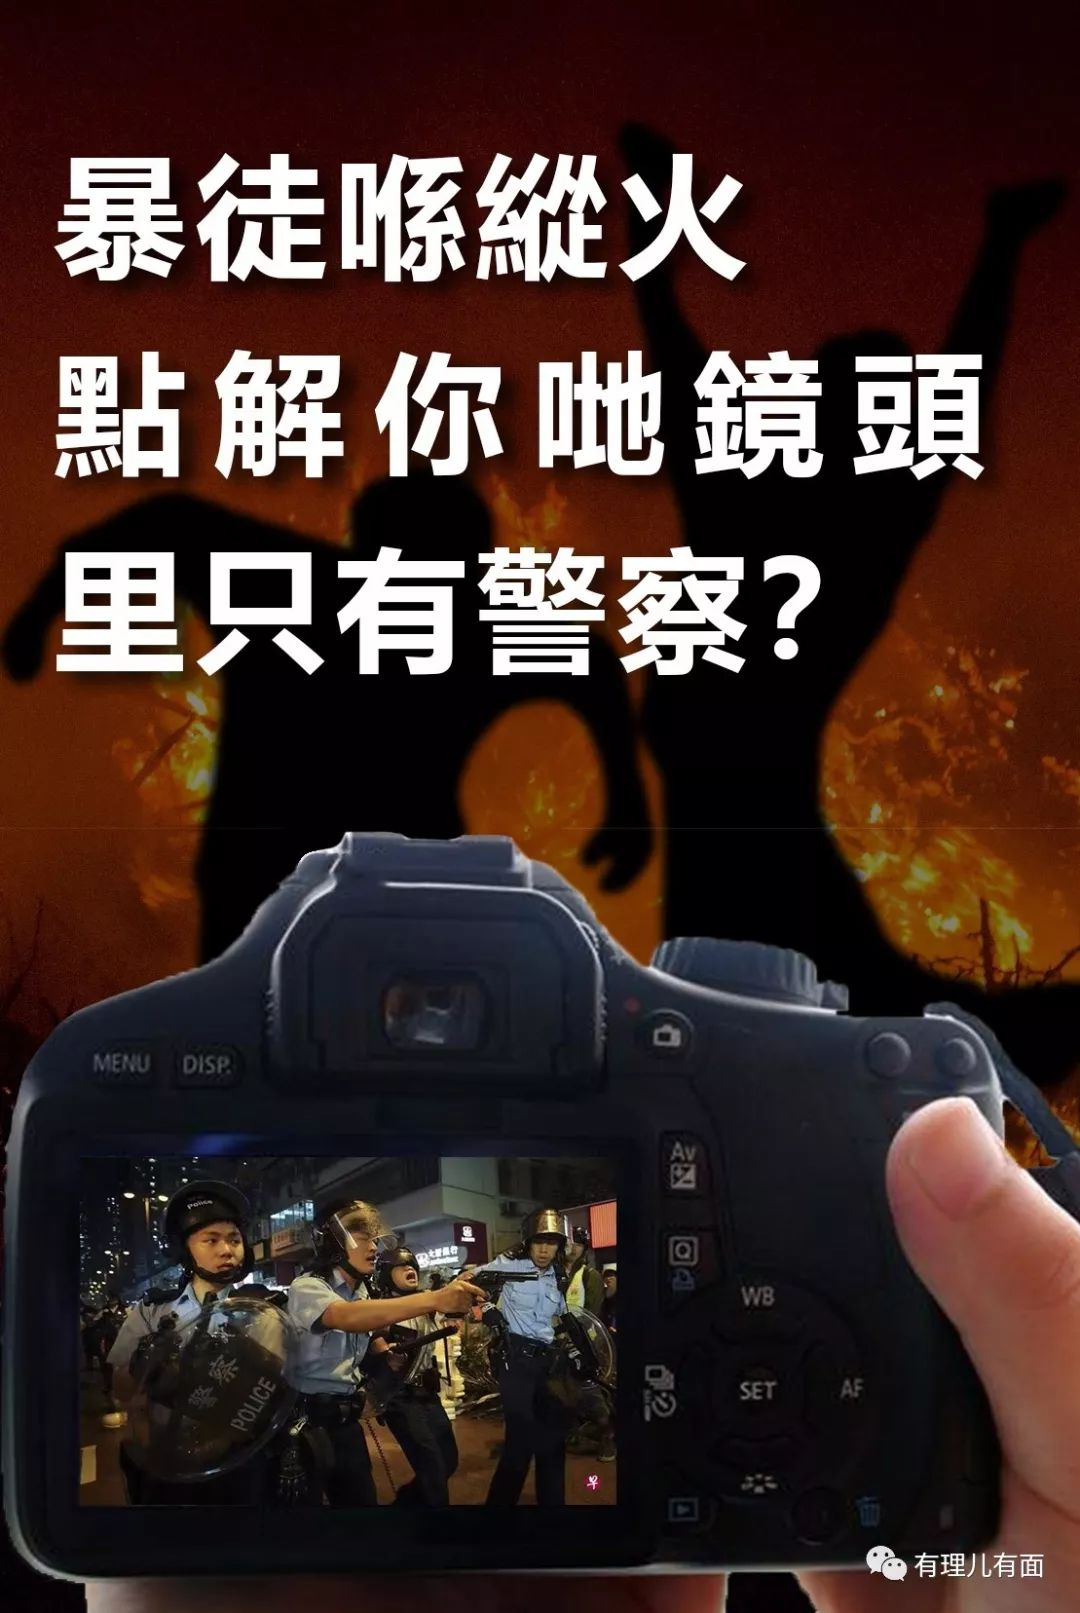 暴徒喺縱火
點解你哋鏡頭
里只有警察？
MENU DISP.
Av
Q
WB
SET
AF
Police
警察
POLICE
早
有理儿有面